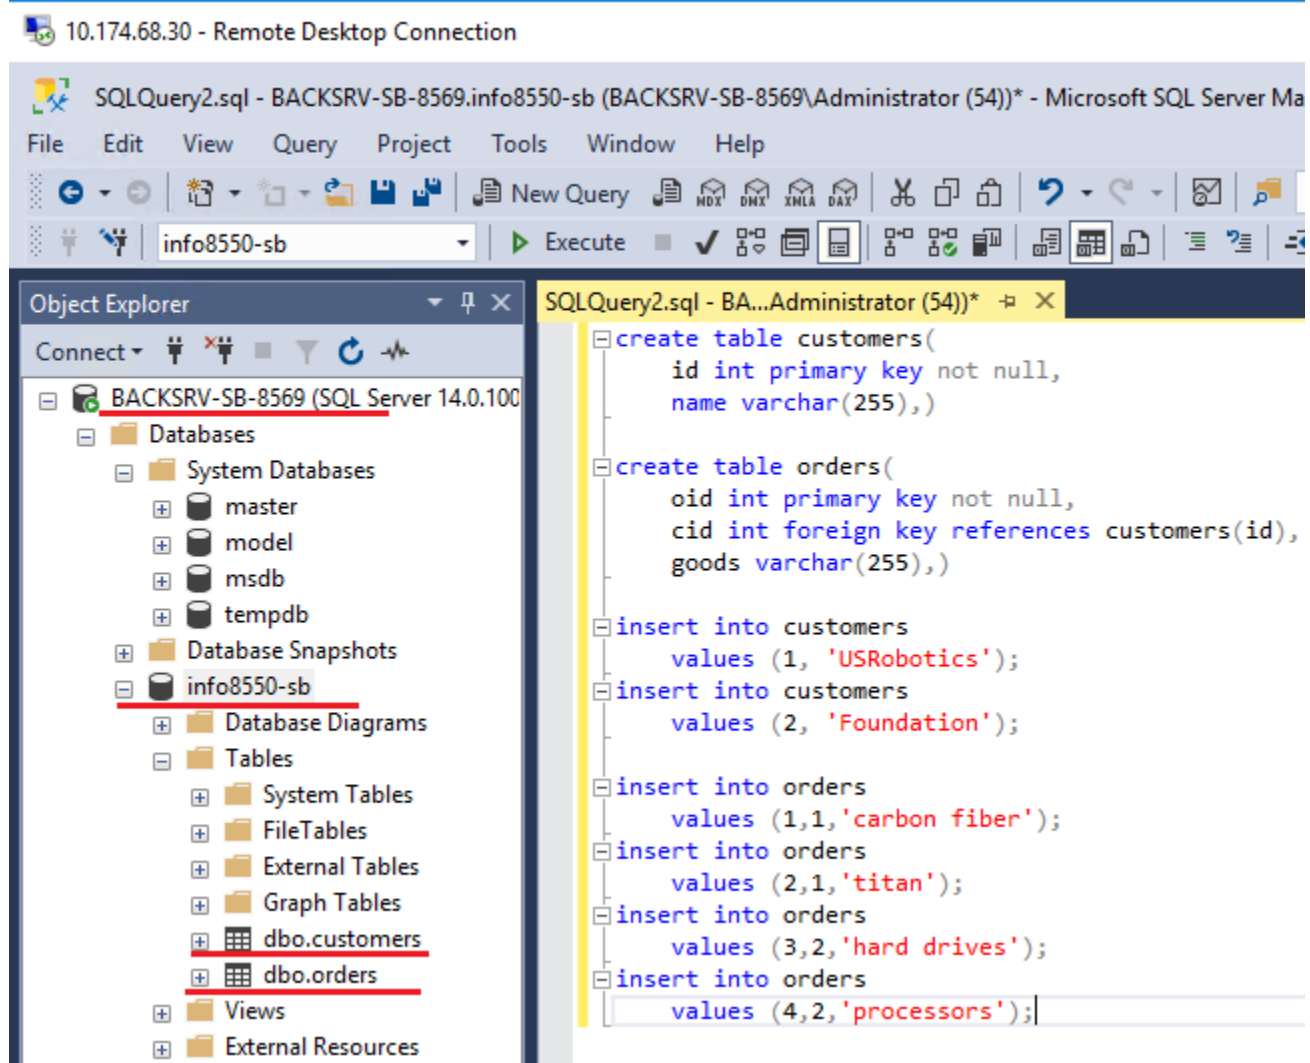 10.174.68.30 - Remote Desktop Connection
SQLQuery2.sql - BACKSRV-SB-8569.info8550-sb (BACKSRV-SB-8569\Administrator (54))* - Microsoft SQL Server Ma
File Edit View Query Project Tools Window Help
New Query MDX DMX XMLA DAX
info8550-sb Execute
Object Explorer
Connect
BACKSRV-SB-8569 (SQL Server 14.0.100
Databases
System Databases
master
model
msdb
tempdb
Database Snapshots
info8550-sb
Database Diagrams
Tables
System Tables
FileTables
External Tables
Graph Tables
dbo.customers
dbo.orders
Views
External Resources
SQLQuery2.sql - BA...Administrator (54))*
create table customers(
id int primary key not null,
name varchar(255),)
create table orders(
oid int primary key not null,
cid int foreign key references customers(id),
goods varchar(255),)
insert into customers
values (1, 'USRobotics');
insert into customers
values (2, 'Foundation');
insert into orders
values (1,1,'carbon fiber');
insert into orders
values (2,1,'titan');
insert into orders
values (3,2,'hard drives');
insert into orders
values (4,2,'processors');